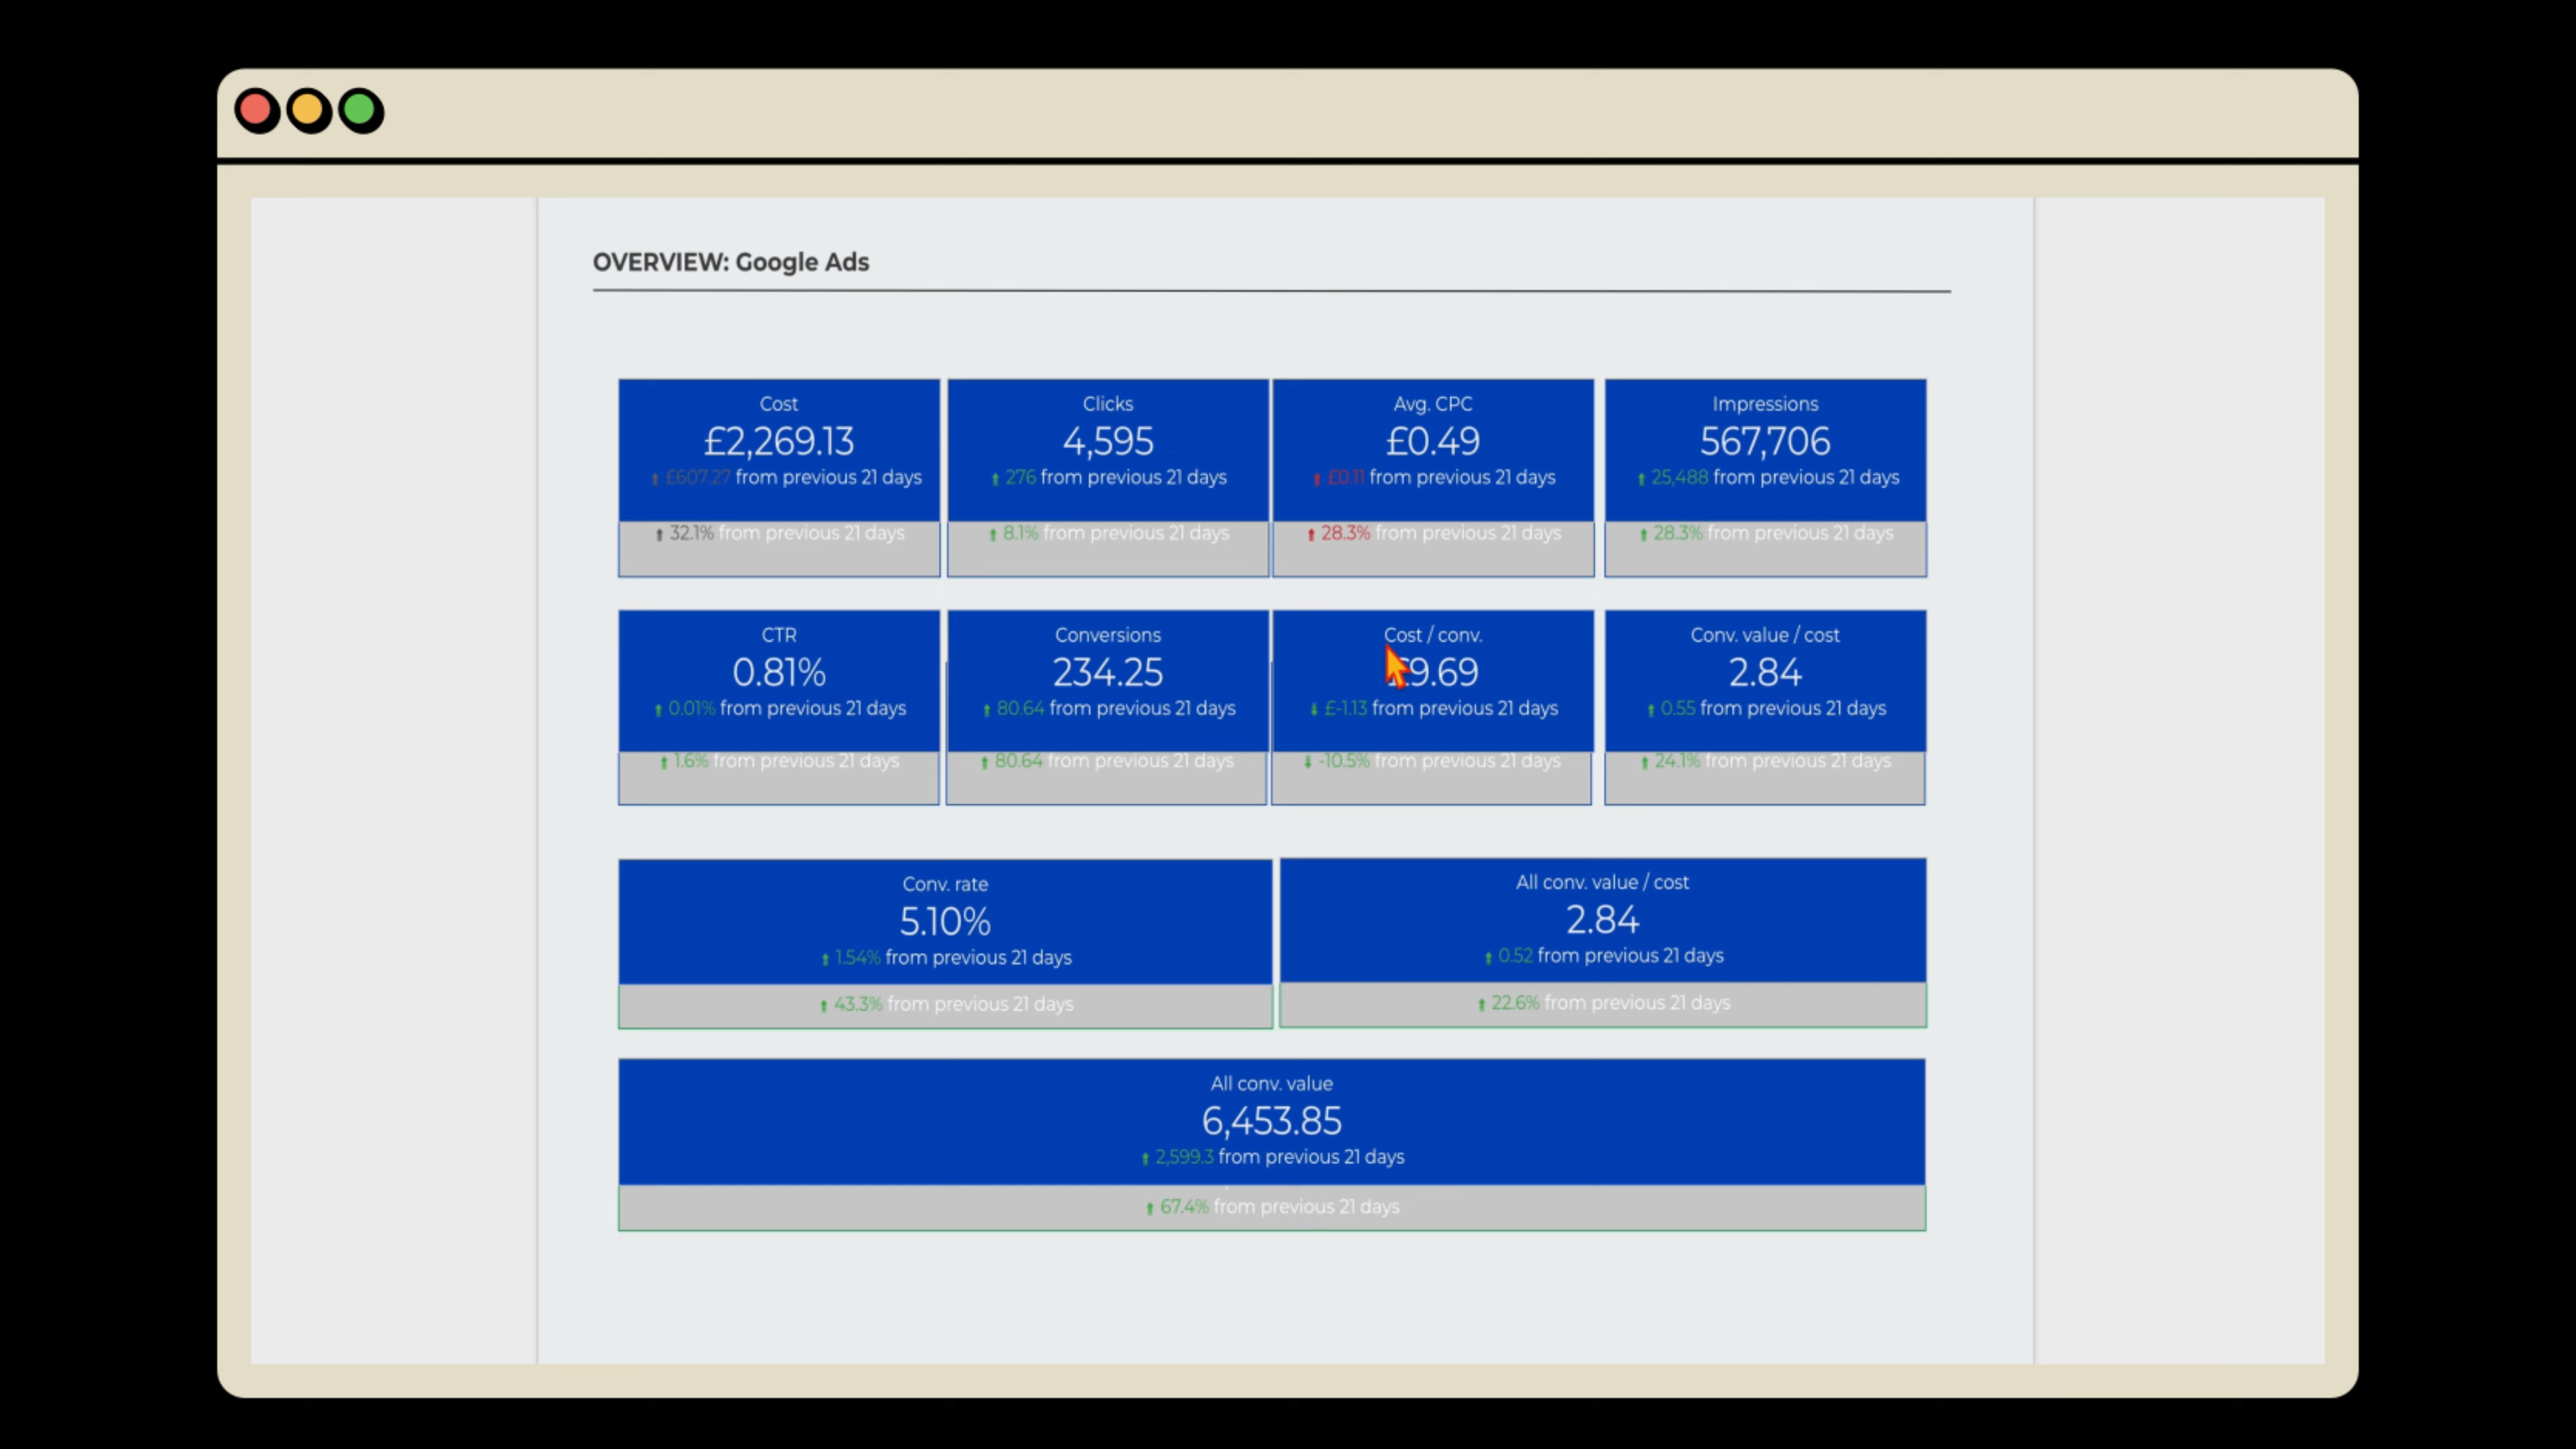 OVERVIEW: Google Ads
Cost
£2,269.13
£607.27 from previous 21 days
32.1% from previous 21 days
Clicks
4,595
276 from previous 21 days
8.1% from previous 21 days
Avg. CPC
£0.49
£0.11 from previous 21 days
28.3% from previous 21 days
Impressions
567,706
25,488 from previous 21 days
28.3% from previous 21 days
CTR
0.81%
0.01% from previous 21 days
1.6% from previous 21 days
Conversions
234.25
80.64 from previous 21 days
80.64 from previous 21 days
Cost / conv.
£9.69
£-1.13 from previous 21 days
-10.5% from previous 21 days
Conv. value / cost
2.84
0.55 from previous 21 days
24.1% from previous 21 days
Conv. rate
5.10%
1.54% from previous 21 days
43.3% from previous 21 days
All conv. value / cost
2.84
0.52 from previous 21 days
22.6% from previous 21 days
All conv. value
6,453.85
2,599.3 from previous 21 days
67.4% from previous 21 days